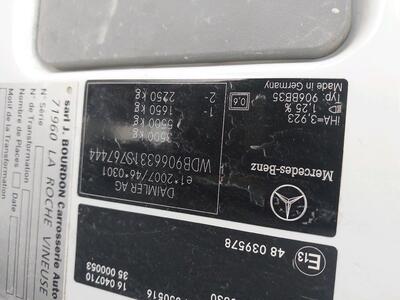 Mercedes-Benz
DAIMLER AG
e1*2007/46*0301
WDB9066331S767444
3500 kg
5500 kg
1- 1650 kg
2- 2250 kg
0.6
iHA=3.923
1.25 %
Typ: 906BB35
Made in Germany
E13
48 039578
16 040710
35 000053
sarl J. BOURDON Carrosserie Auto
71960 LA ROCHE VINEUSE
N° Série
N° de Transformation
Nombre de Places
Date
Motif de la Transformation